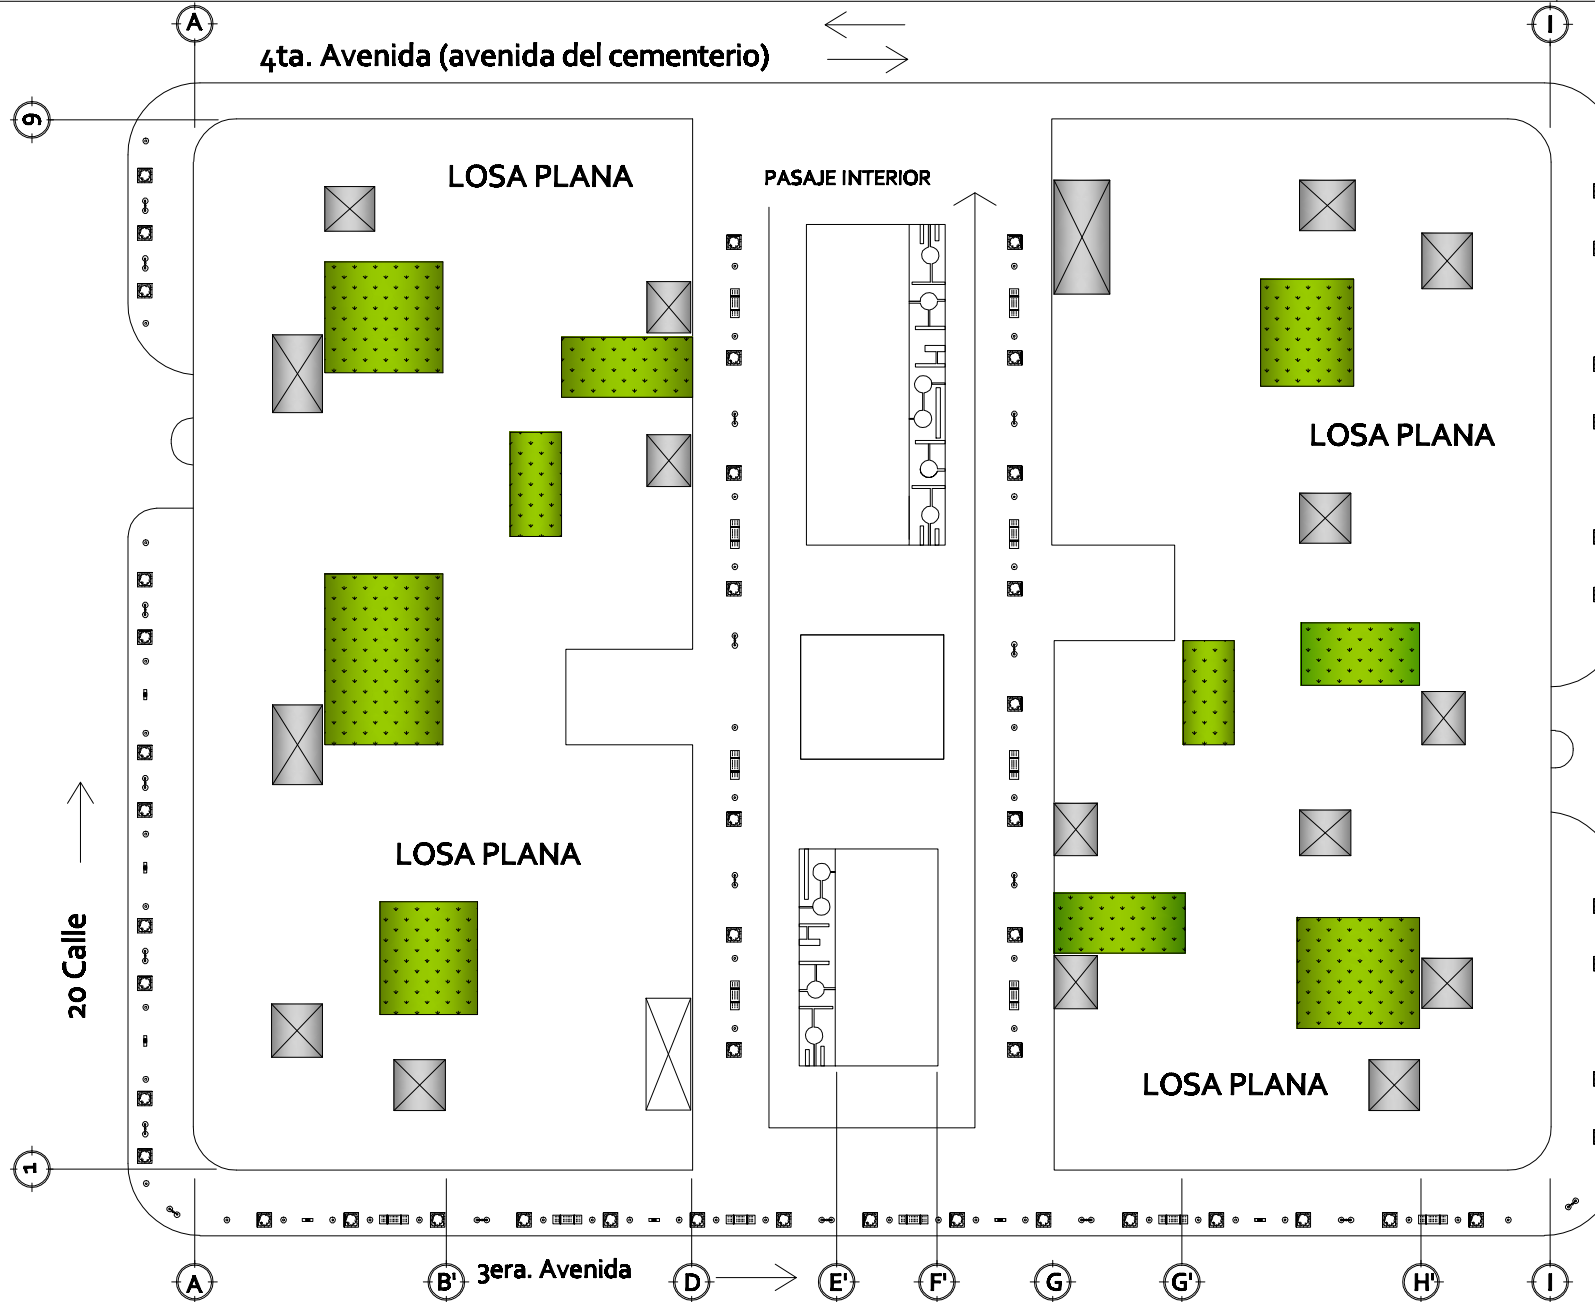 A
I
4ta. Avenida (avenida del cementerio)
9
LOSA PLANA
PASAJE INTERIOR
LOSA PLANA
LOSA PLANA
20 Calle
LOSA PLANA
1
A
B'
3era. Avenida
D
E'
F'
G
G'
H'
I